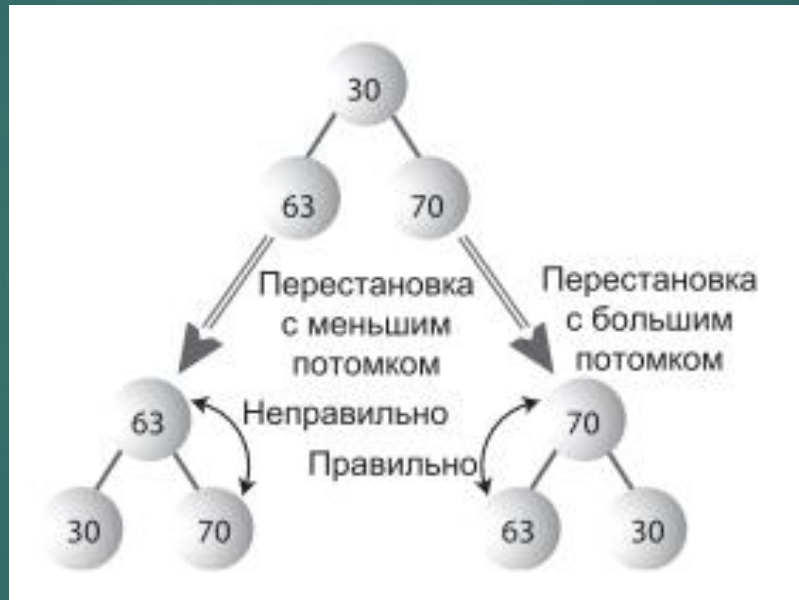 30
63
70
Перестановка
с меньшим
потомком
Перестановка
с большим
потомком
63
Неправильно
70
Правильно
30
70
63
30